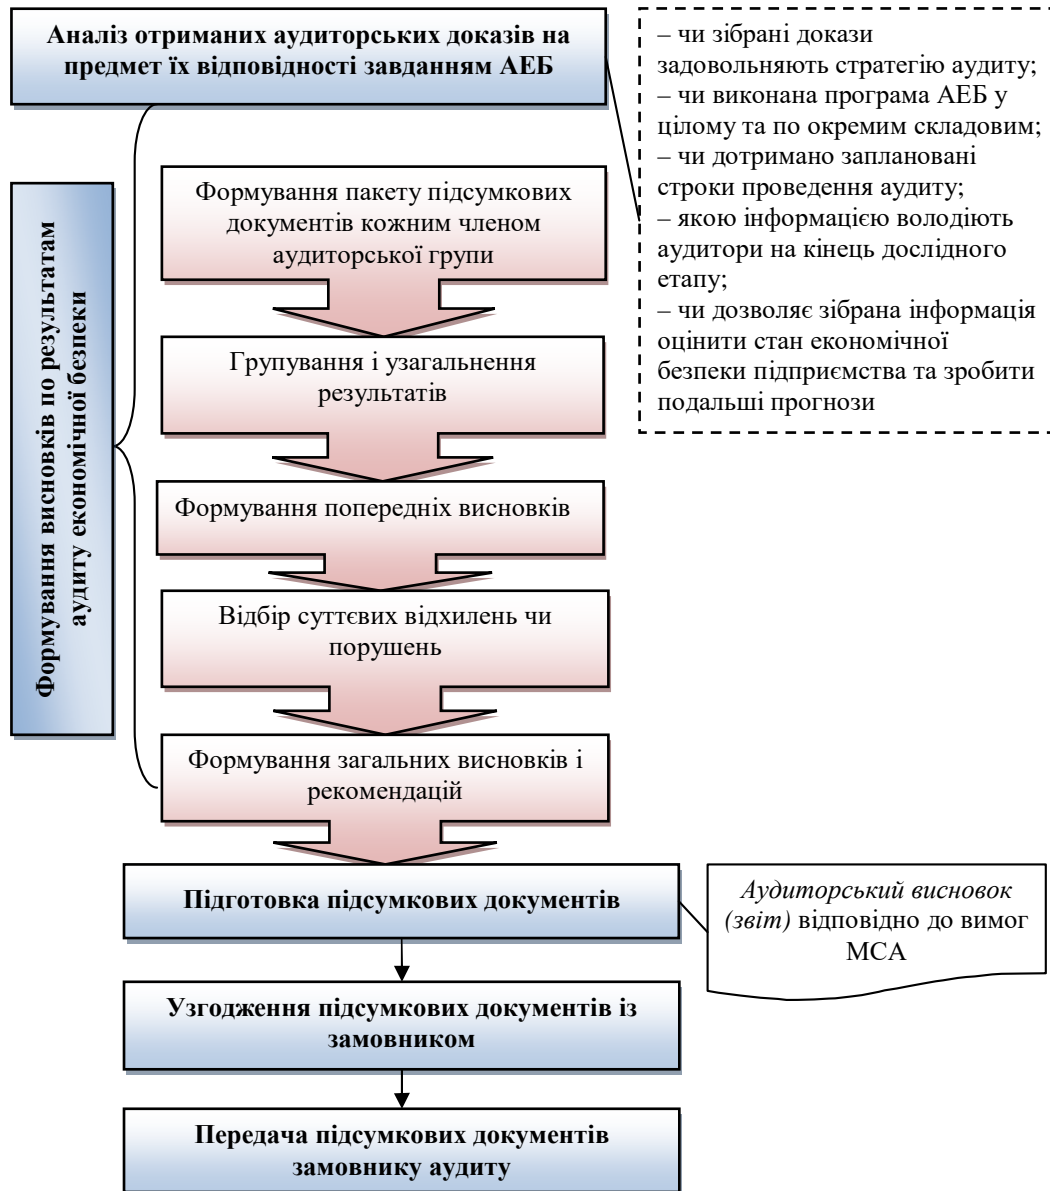 Аналіз отриманих аудиторських доказів на
предмет їх відповідності завданням АЕБ
– чи зібрані докази
задовольняють стратегію аудиту;
– чи виконана програма АЕБ у
цілому та по окремим складовим;
– чи дотримано заплановані
строки проведення аудиту;
– якою інформацією володіють
аудитори на кінець дослідного
етапу;
– чи дозволяє зібрана інформація
оцінити стан економічної
безпеки підприємства та зробити
подальші прогнози
Формування висновків по результатам
аудиту економічної безпеки
Формування пакету підсумкових
документів кожним членом
аудиторської групи
Групування і узагальнення
результатів
Формування попередніх висновків
Відбір суттєвих відхилень чи
порушень
Формування загальних висновків і
рекомендацій
Підготовка підсумкових документів
Аудиторський висновок
(звіт) відповідно до вимог
МСА
Узгодження підсумкових документів із
замовником
Передача підсумкових документів
замовнику аудиту